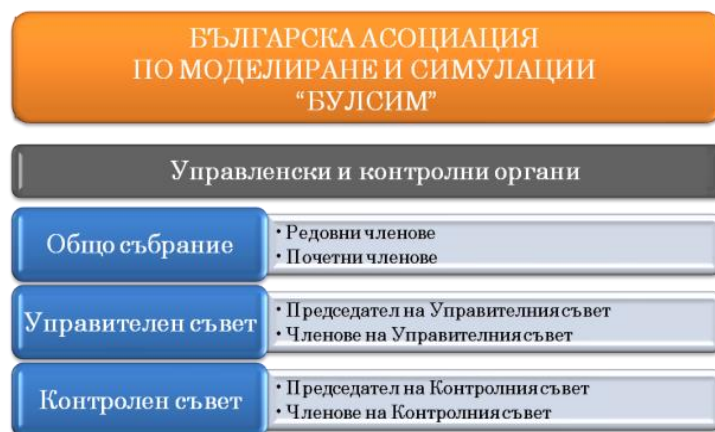 БЪЛГАРСКА АСОЦИАЦИЯ
ПО МОДЕЛИРАНЕ И СИМУЛАЦИИ
“БУЛСИМ”
Управленски и контролни органи
Общо събрание
• Редовни членове
• Почетни членове
Управителен съвет
• Председател на Управителния съвет
• Членове на Управителния съвет
Контролен съвет
• Председател на Контролния съвет
• Членове на Контролния съвет